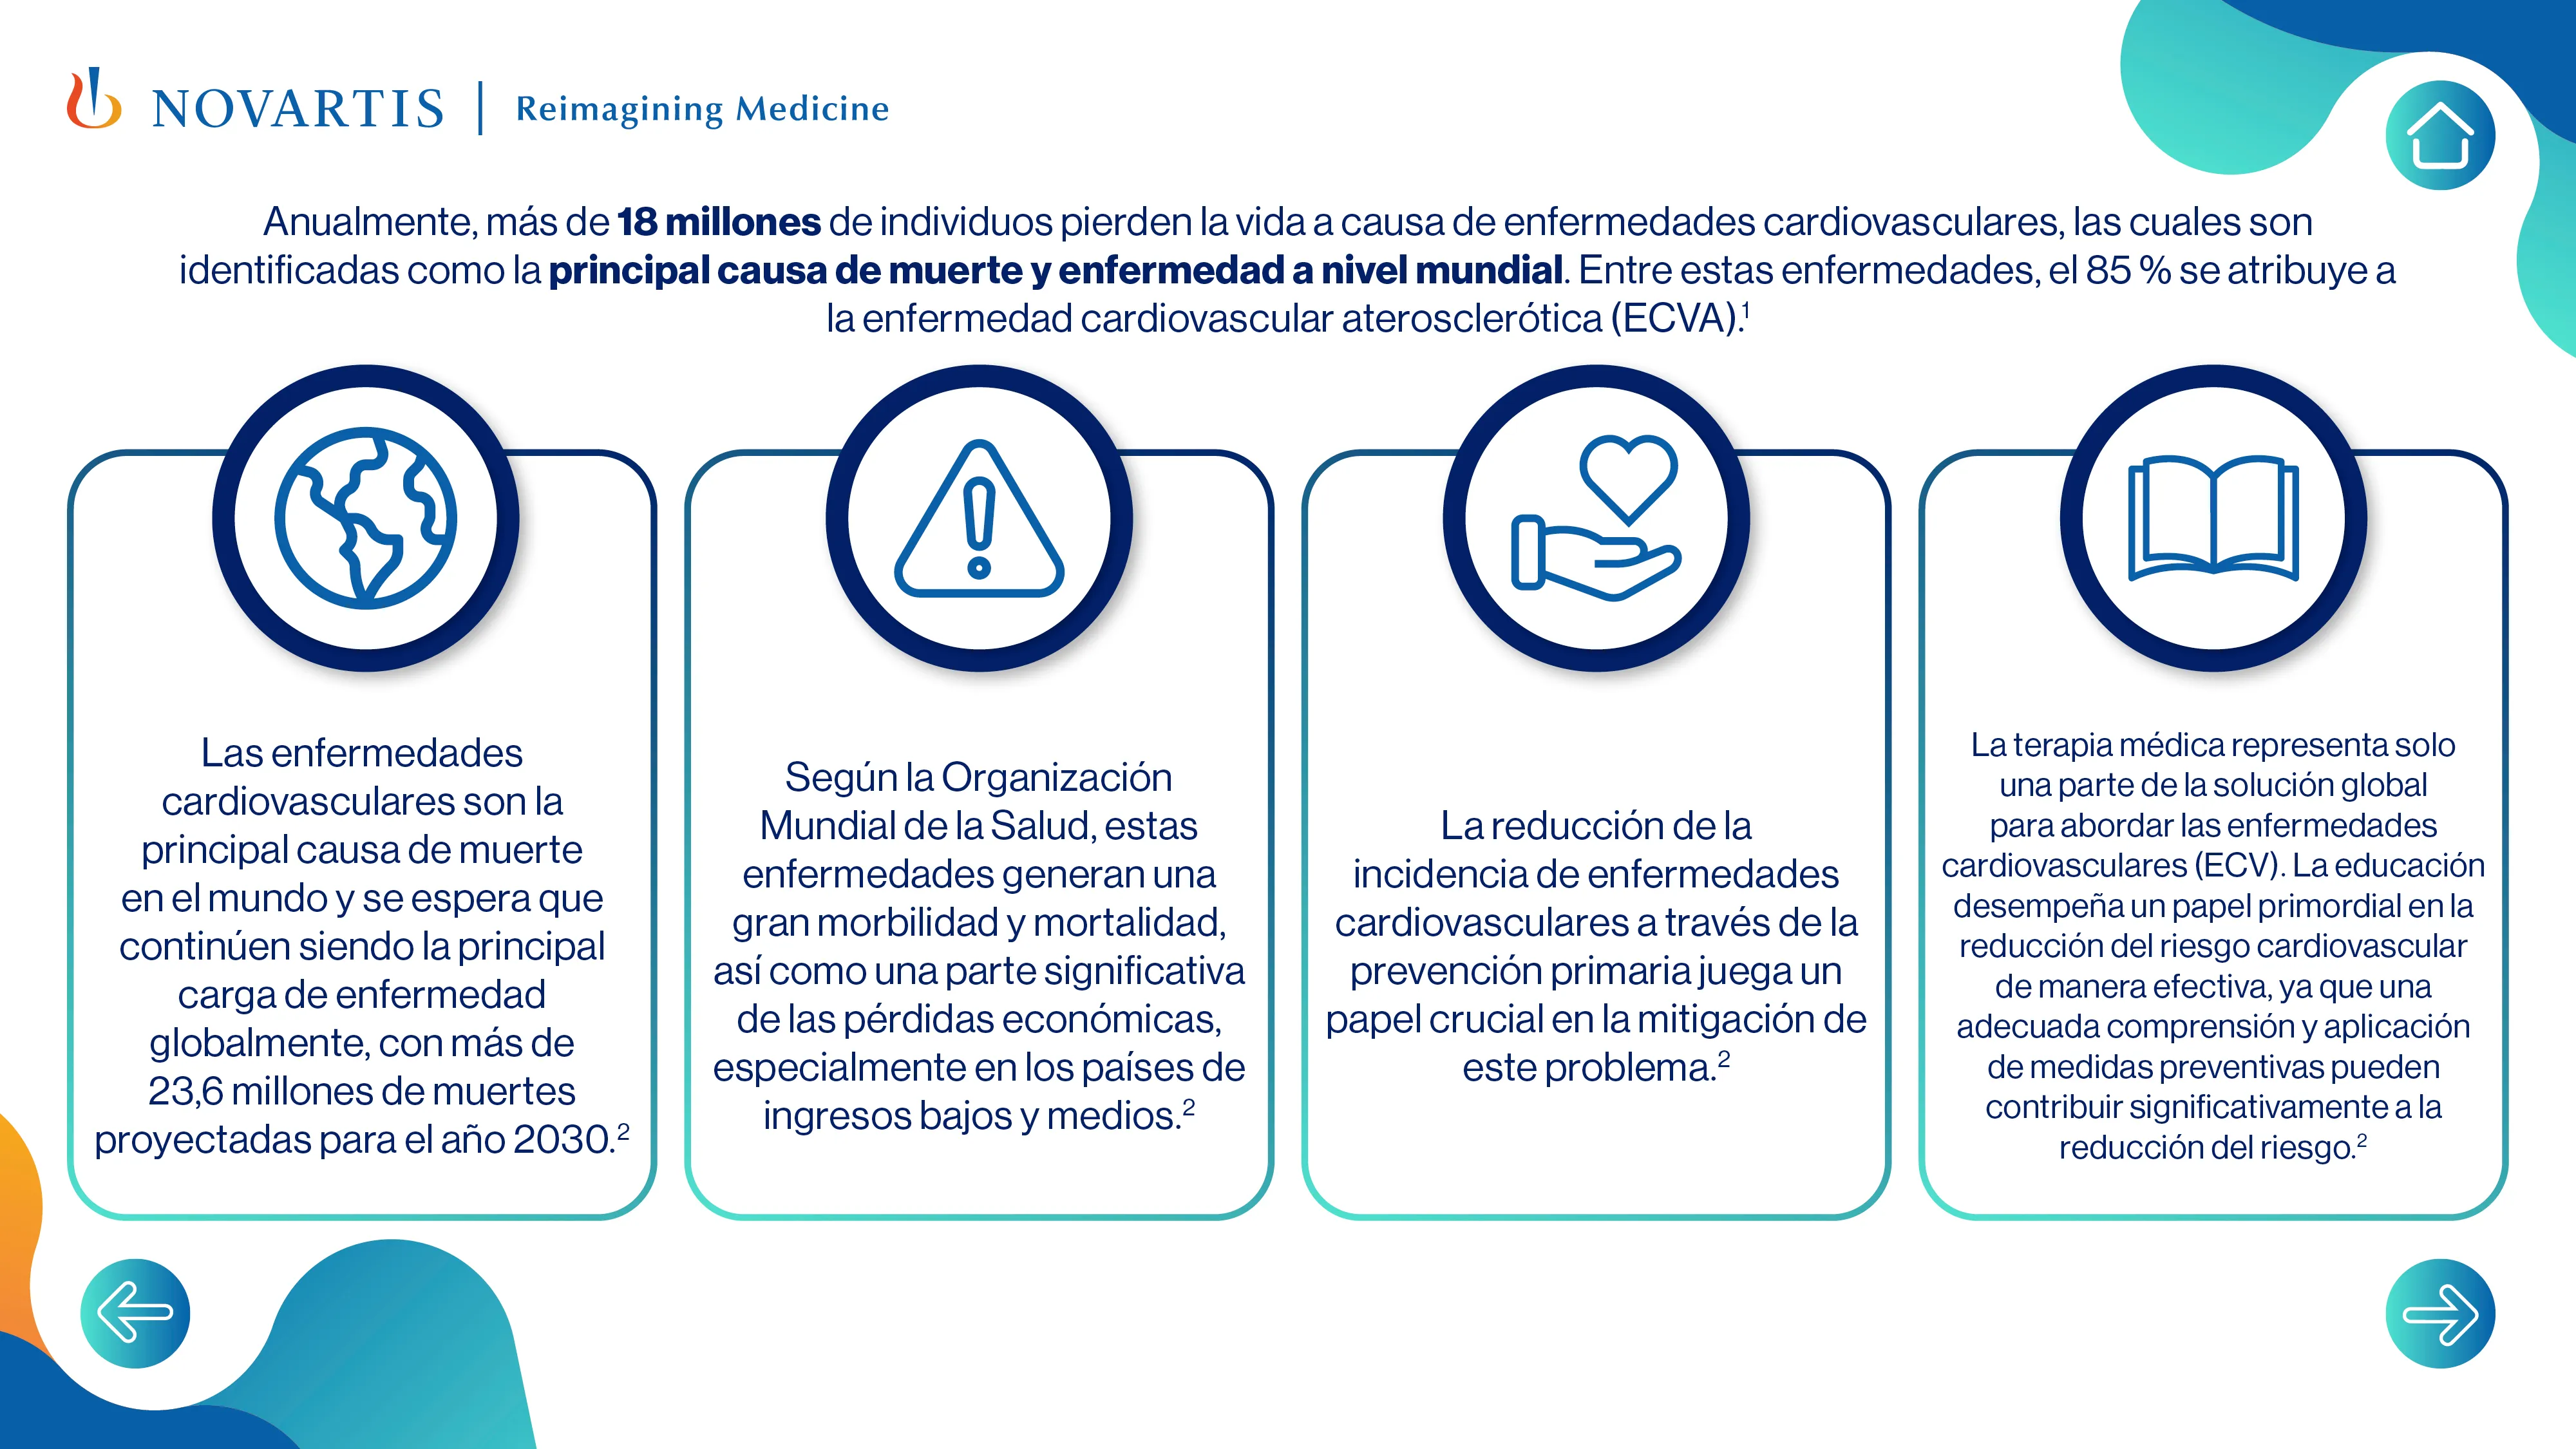 NOVARTIS | Reimagining Medicine
Anualmente, más de 18 millones de individuos pierden la vida a causa de enfermedades cardiovasculares, las cuales son
identificadas como la principal causa de muerte y enfermedad a nivel mundial. Entre estas enfermedades, el 85 % se atribuye a
la enfermedad cardiovascular aterosclerótica (ECVA).¹
Las enfermedades
cardiovasculares son la
principal causa de muerte
en el mundo y se espera que
continúen siendo la principal
carga de enfermedad
globalmente, con más de
23,6 millones de muertes
proyectadas para el año 2030.²
Según la Organización
Mundial de la Salud, estas
enfermedades generan una
gran morbilidad y mortalidad,
así como una parte significativa
de las pérdidas económicas,
especialmente en los países de
ingresos bajos y medios.²
La reducción de la
incidencia de enfermedades
cardiovasculares a través de la
prevención primaria juega un
papel crucial en la mitigación de
este problema.²
La terapia médica representa solo
una parte de la solución global
para abordar las enfermedades
cardiovasculares (ECV). La educación
desempeña un papel primordial en la
reducción del riesgo cardiovascular
de manera efectiva, ya que una
adecuada comprensión y aplicación
de medidas preventivas pueden
contribuir significativamente a la
reducción del riesgo.²